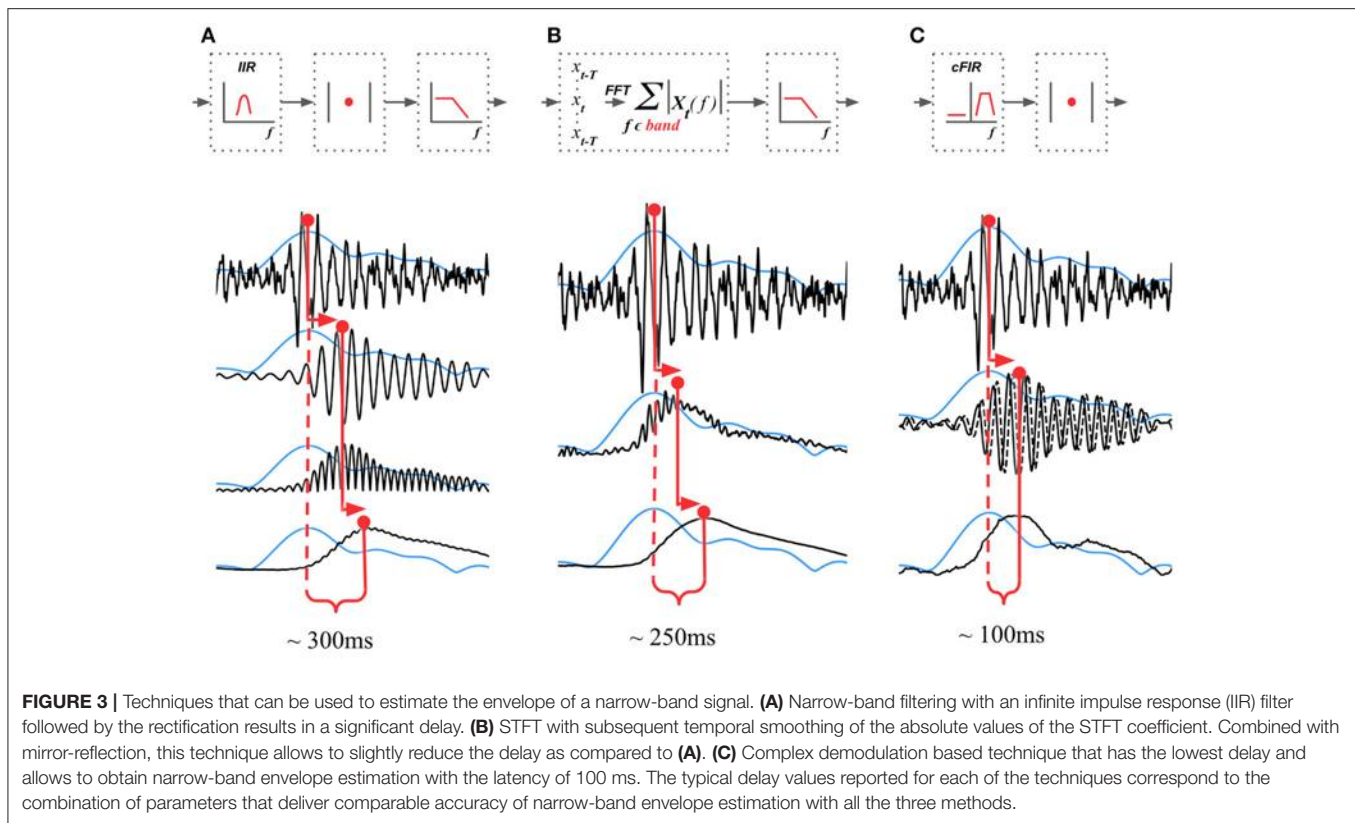 A
B
C
IIR
f
f
x_{t-T}
x_t
x_{t-T}
FFT
∑|X_t(f)|
f ϵ band
f
cFIR
f
~ 300ms
~ 250ms
~ 100ms
FIGURE 3 | Techniques that can be used to estimate the envelope of a narrow-band signal. (A) Narrow-band filtering with an infinite impulse response (IIR) filter
followed by the rectification results in a significant delay. (B) STFT with subsequent temporal smoothing of the absolute values of the STFT coefficient. Combined with
mirror-reflection, this technique allows to slightly reduce the delay as compared to (A). (C) Complex demodulation based technique that has the lowest delay and
allows to obtain narrow-band envelope estimation with the latency of 100 ms. The typical delay values reported for each of the techniques correspond to the
combination of parameters that deliver comparable accuracy of narrow-band envelope estimation with all the three methods.